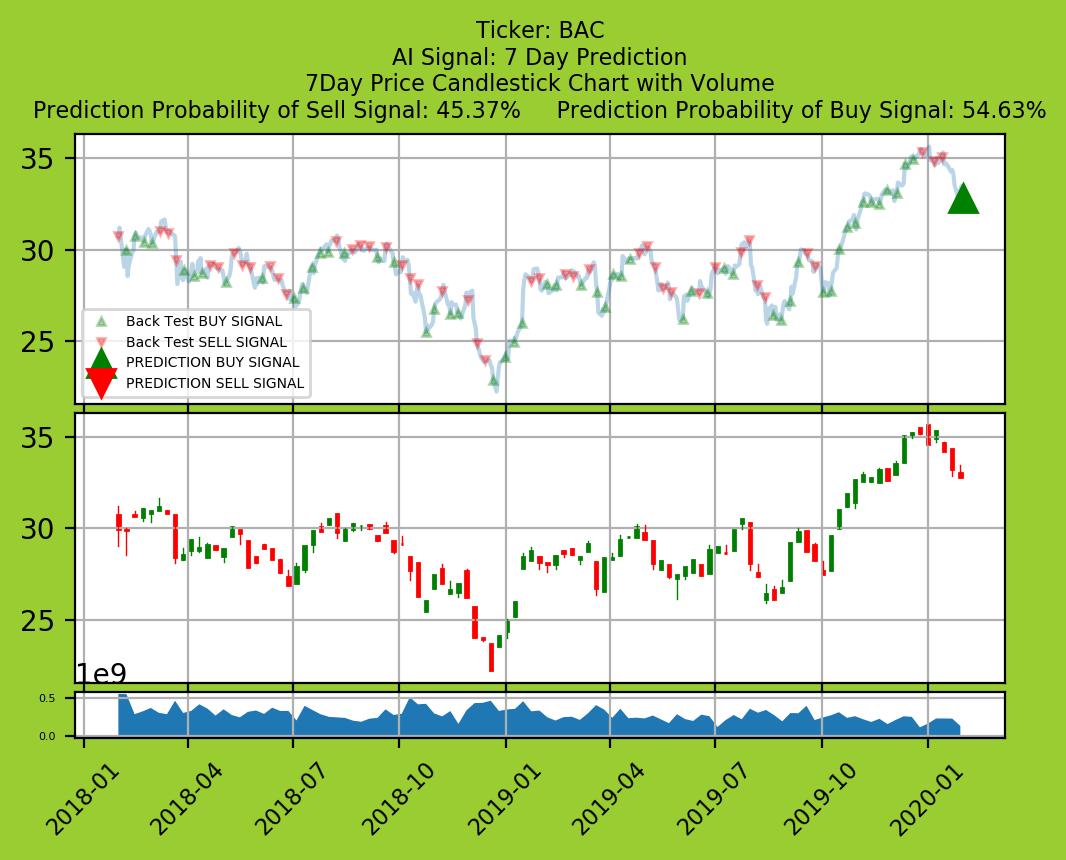 Ticker: BAC
AI Signal: 7 Day Prediction
7Day Price Candlestick Chart with Volume
Prediction Probability of Sell Signal: 45.37% Prediction Probability of Buy Signal: 54.63%
35
30
25
Back Test BUY SIGNAL
Back Test SELL SIGNAL
PREDICTION BUY SIGNAL
PREDICTION SELL SIGNAL
35
30
25
1e9
0.5
0.0
2018-01 2018-04 2018-07 2018-10 2019-01 2019-04 2019-07 2019-10 2020-01